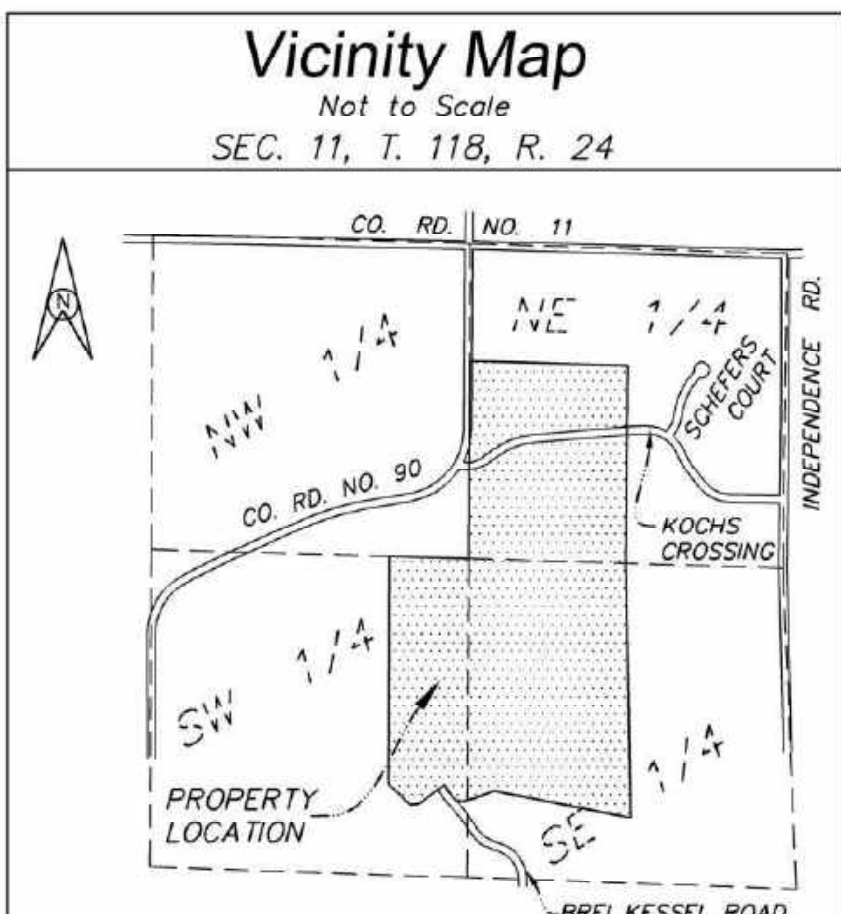 Vicinity Map
Not to Scale
SEC. 11, T. 118, R. 24
CO. RD. NO. 11
N
NW 1/4
NE 1/4
INDEPENDENCE RD.
SCHEFERS
COURT
CO. RD. NO. 90
KOCHS
CROSSING
SW 1/4
SE 1/4
PROPERTY
LOCATION
ROAD